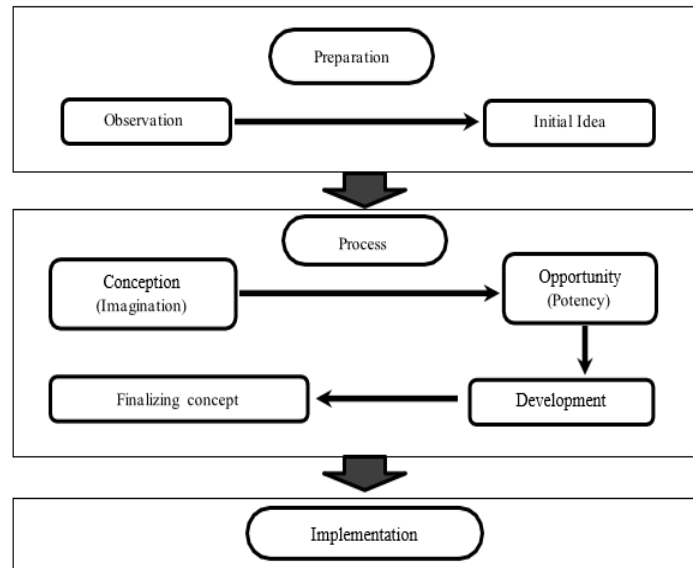 Preparation
Observation
Initial Idea
Process
Conception
(Imagination)
Opportunity
(Potency)
Finalizing concept
Development
Implementation